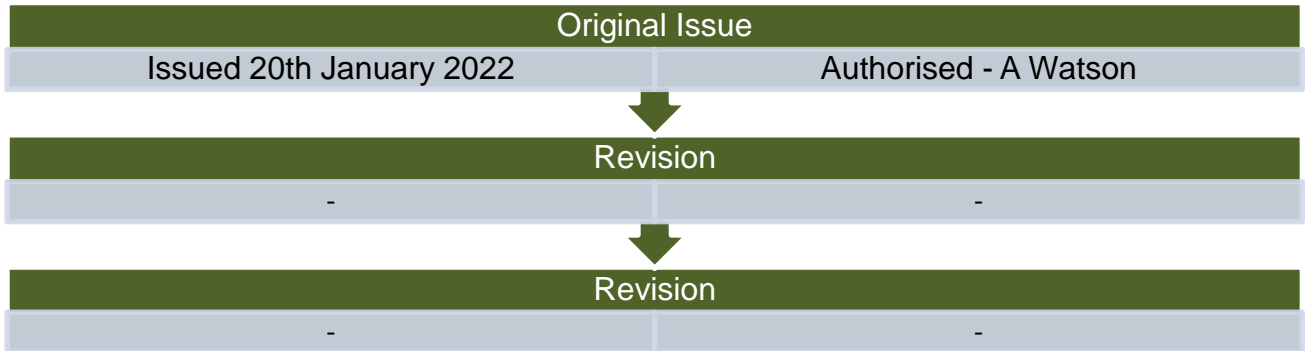 Original Issue
Issued 20th January 2022 Authorised - A Watson
Revision
- -
Revision
- -